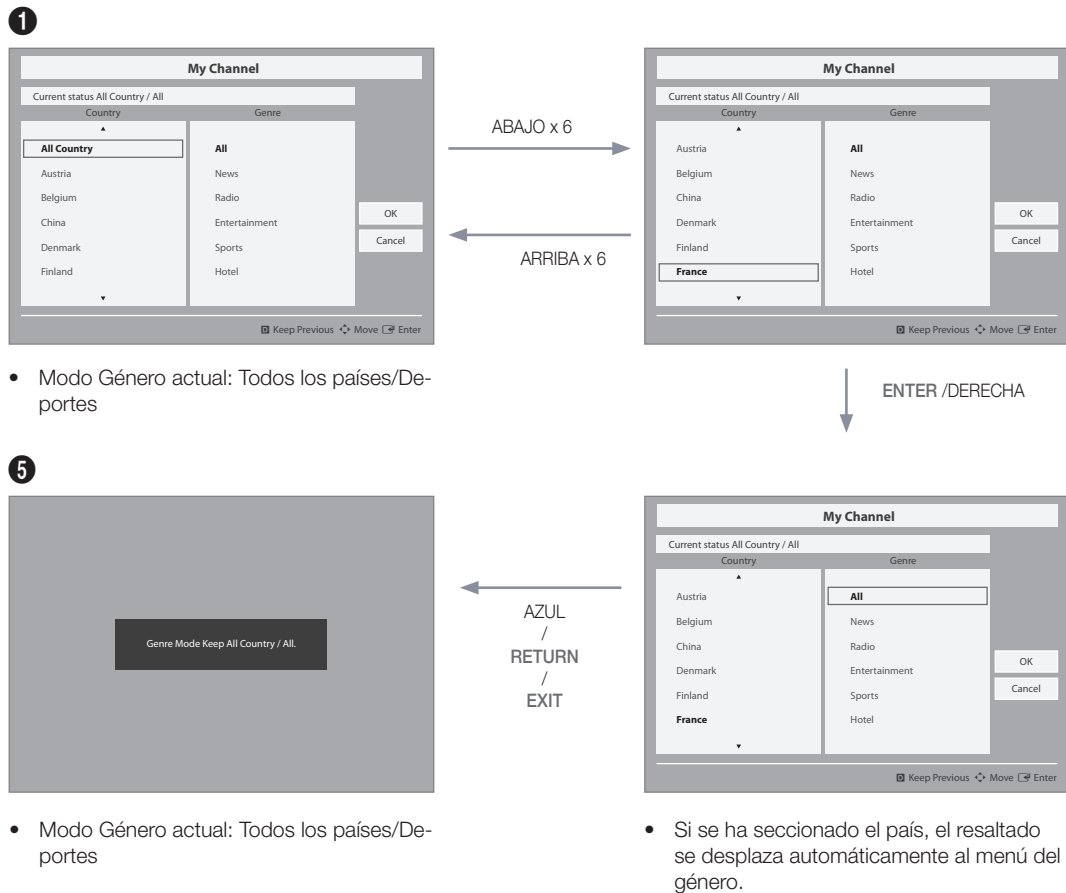 ❶
My Channel
Current status All Country / All
Country Genre
▲
All Country All
Austria News
Belgium Radio
China Entertainment
Denmark Sports
Finland Hotel
▼
OK
Cancel
D Keep Previous Move Enter
ABAJO x 6
ARRIBA x 6
My Channel
Current status All Country / All
Country Genre
▲
Austria All
Belgium News
China Radio
Denmark Entertainment
Finland Sports
France Hotel
▼
OK
Cancel
D Keep Previous Move Enter
• Modo Género actual: Todos los países/De-
portes
ENTER /DERECHA
❺
Genre Mode Keep All Country / All.
AZUL
/
RETURN
/
EXIT
My Channel
Current status All Country / All
Country Genre
▲
Austria All
Belgium News
China Radio
Denmark Entertainment
Finland Sports
France Hotel
▼
OK
Cancel
D Keep Previous Move Enter
• Modo Género actual: Todos los países/De-
portes
• Si se ha seccionado el país, el resaltado
se desplaza automáticamente al menú del
género.